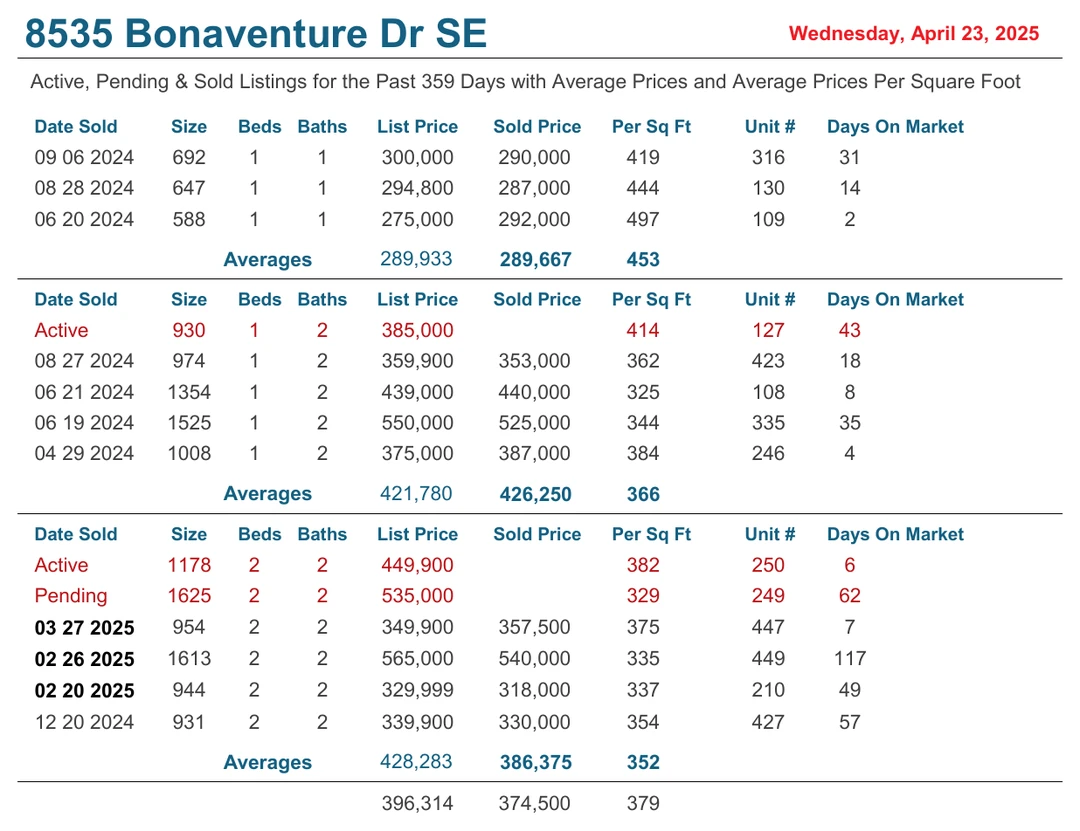 8535 Bonaventure Dr SE Wednesday, April 23, 2025
Active, Pending & Sold Listings for the Past 359 Days with Average Prices and Average Prices Per Square Foot
Date Sold Size Beds Baths List Price Sold Price Per Sq Ft Unit # Days On Market
09 06 2024 692 1 1 300,000 290,000 419 316 31
08 28 2024 647 1 1 294,800 287,000 444 130 14
06 20 2024 588 1 1 275,000 292,000 497 109 2
Averages 289,933 289,667 453
Date Sold Size Beds Baths List Price Sold Price Per Sq Ft Unit # Days On Market
Active 930 1 2 385,000 414 127 43
08 27 2024 974 1 2 359,900 353,000 362 423 18
06 21 2024 1354 1 2 439,000 440,000 325 108 8
06 19 2024 1525 1 2 550,000 525,000 344 335 35
04 29 2024 1008 1 2 375,000 387,000 384 246 4
Averages 421,780 426,250 366
Date Sold Size Beds Baths List Price Sold Price Per Sq Ft Unit # Days On Market
Active 1178 2 2 449,900 382 250 6
Pending 1625 2 2 535,000 329 249 62
03 27 2025 954 2 2 349,900 357,500 375 447 7
02 26 2025 1613 2 2 565,000 540,000 335 449 117
02 20 2025 944 2 2 329,999 318,000 337 210 49
12 20 2024 931 2 2 339,900 330,000 354 427 57
Averages 428,283 386,375 352
396,314 374,500 379